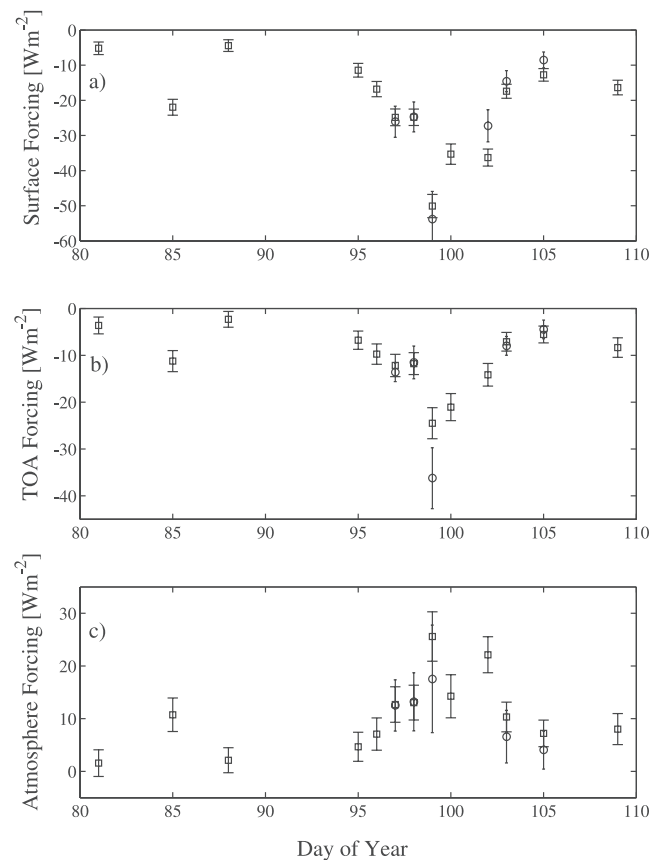 0
-10
-20
-30
-40
-50
-60
Surface Forcing [Wm-2]
a)
80 85 90 95 100 105 110
0
-10
-20
-30
-40
TOA Forcing [Wm-2]
b)
80 85 90 95 100 105 110
30
20
10
0
Atmosphere Forcing [Wm-2]
c)
80 85 90 95 100 105 110
Day of Year